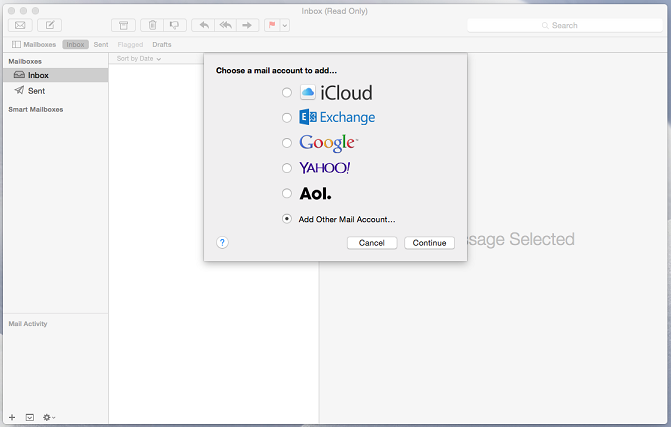 Inbox (Read Only)
Search
Mailboxes Inbox Sent Flagged Drafts
Mailboxes
Inbox
Sent
Smart Mailboxes
Mail Activity
Sort by Date
Choose a mail account to add...
iCloud
E Exchange
Google™
YAHOO!
Aol.
Add Other Mail Account...
? Cancel Continue
ssage Selected